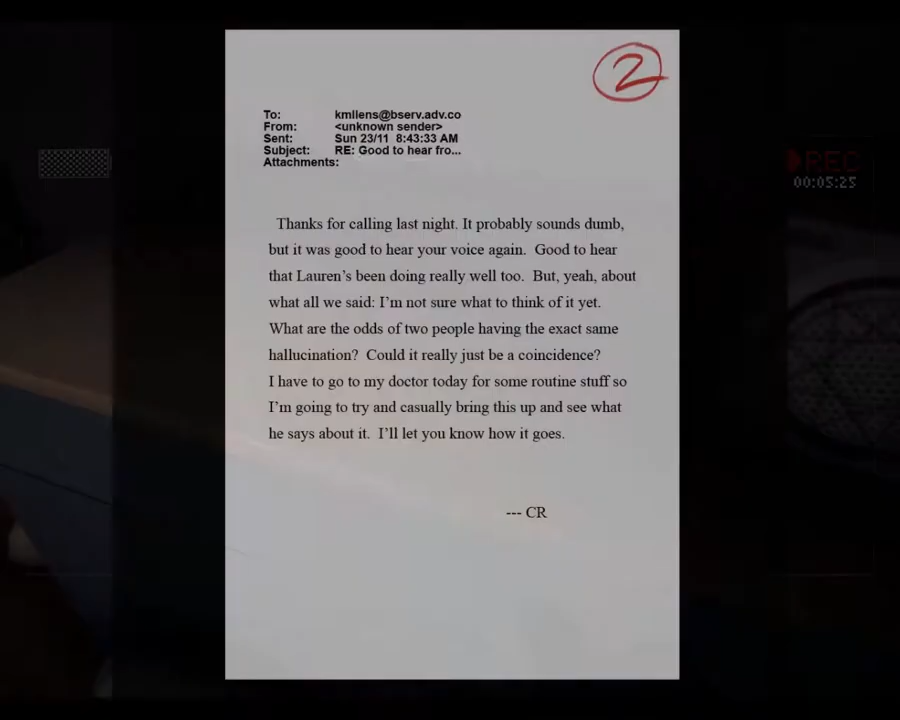 2
To: kmllens@bserv.adv.co
From: <unknown sender>
Sent: Sun 23/11 8:43:33 AM
Subject: RE: Good to hear fro...
Attachments:
REC
00:05:25
Thanks for calling last night. It probably sounds dumb,
but it was good to hear your voice again. Good to hear
that Lauren's been doing really well too. But, yeah, about
what all we said: I'm not sure what to think of it yet.
What are the odds of two people having the exact same
hallucination? Could it really just be a coincidence?
I have to go to my doctor today for some routine stuff so
I'm going to try and casually bring this up and see what
he says about it. I'll let you know how it goes.
--- CR